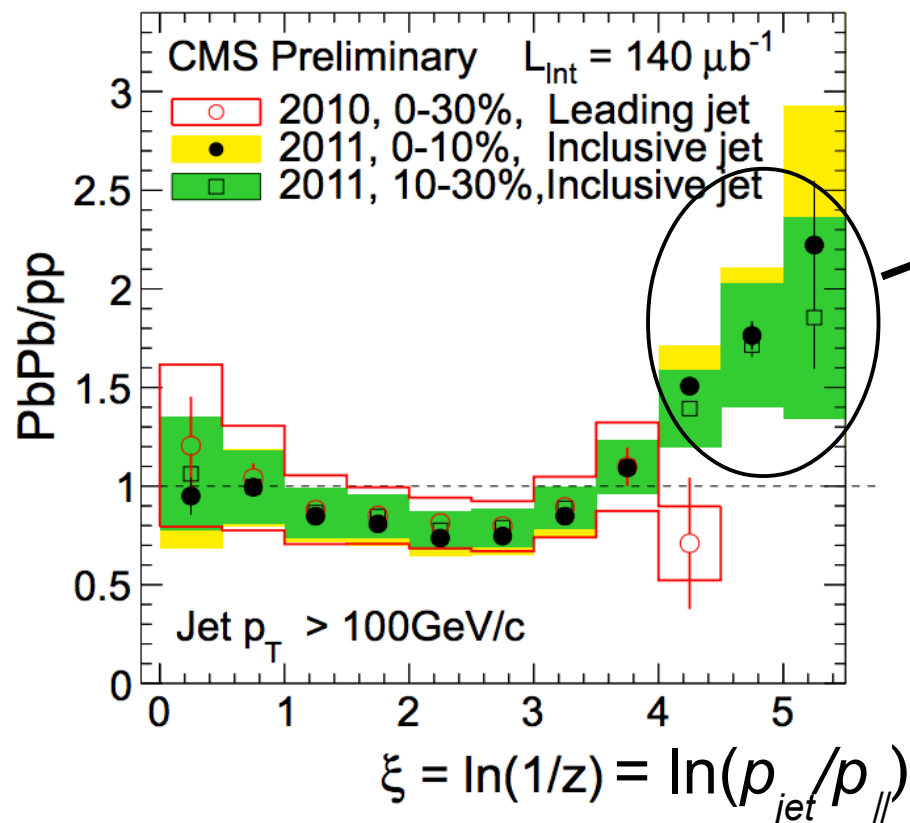 CMS Preliminary L_Int = 140 μb⁻¹
2010, 0-30%, Leading jet
2011, 0-10%, Inclusive jet
2011, 10-30%,Inclusive jet
PbPb/pp
3
2.5
2
1.5
1
0.5
0
Jet p_T > 100GeV/c
0 1 2 3 4 5
ξ = ln(1/z) = ln(p_jet/p_//)